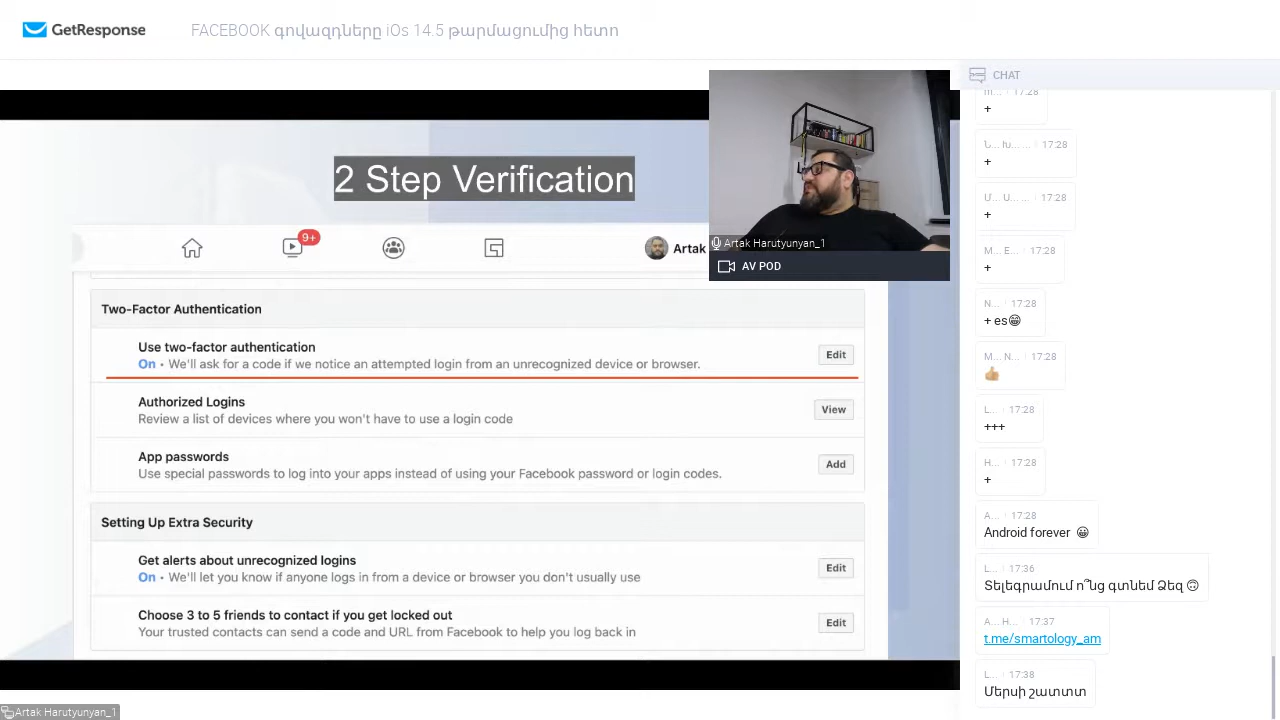 GetResponse
FACEBOOK գովազդները iOs 14.5 թարմացումից հետո
CHAT
2 Step Verification
9+
Artak
Artak Harutyunyan_1
AV POD
Two-Factor Authentication
Use two-factor authentication
On • We'll ask for a code if we notice an attempted login from an unrecognized device or browser.
Edit
Authorized Logins
Review a list of devices where you won't have to use a login code
View
App passwords
Use special passwords to log into your apps instead of using your Facebook password or login codes.
Add
Setting Up Extra Security
Get alerts about unrecognized logins
On • We'll let you know if anyone logs in from a device or browser you don't usually use
Edit
Choose 3 to 5 friends to contact if you get locked out
Your trusted contacts can send a code and URL from Facebook to help you log back in
Edit
Artak Harutyunyan_1
17:28
+
Ն... Խ... ... 17:28
+
Մ... Ս... ... 17:28
+
M... E... 17:28
+
N... 17:28
+ es😁
M... N... 17:28
👍🏼
L... 17:28
+++
H... 17:28
+
A... 17:28
Android forever 😀
L... 17:36
Տելեգրամում ո՞նց գտնեմ Ձեզ 🙃
A... H... 17:37
t.me/smartology_am
L... 17:38
Մերսի շատտտ